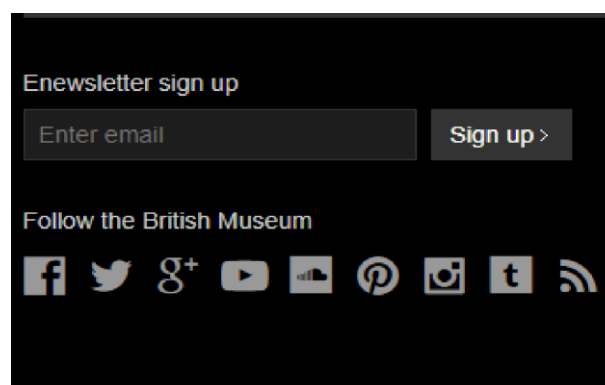 Enewsletter sign up
Enter email
Sign up >
Follow the British Museum